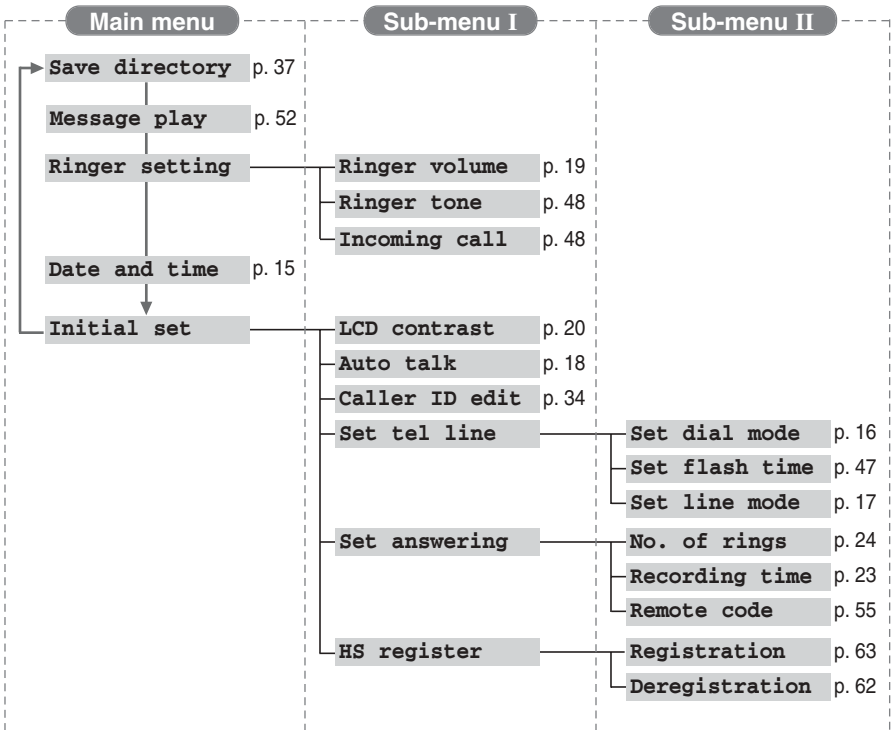 Main menu Sub-menu I Sub-menu II
Save directory p. 37
Message play p. 52
Ringer setting Ringer volume p. 19
Ringer tone p. 48
Incoming call p. 48
Date and time p. 15
Initial set LCD contrast p. 20
Auto talk p. 18
Caller ID edit p. 34
Set tel line Set dial mode p. 16
Set flash time p. 47
Set line mode p. 17
Set answering No. of rings p. 24
Recording time p. 23
Remote code p. 55
HS register Registration p. 63
Deregistration p. 62